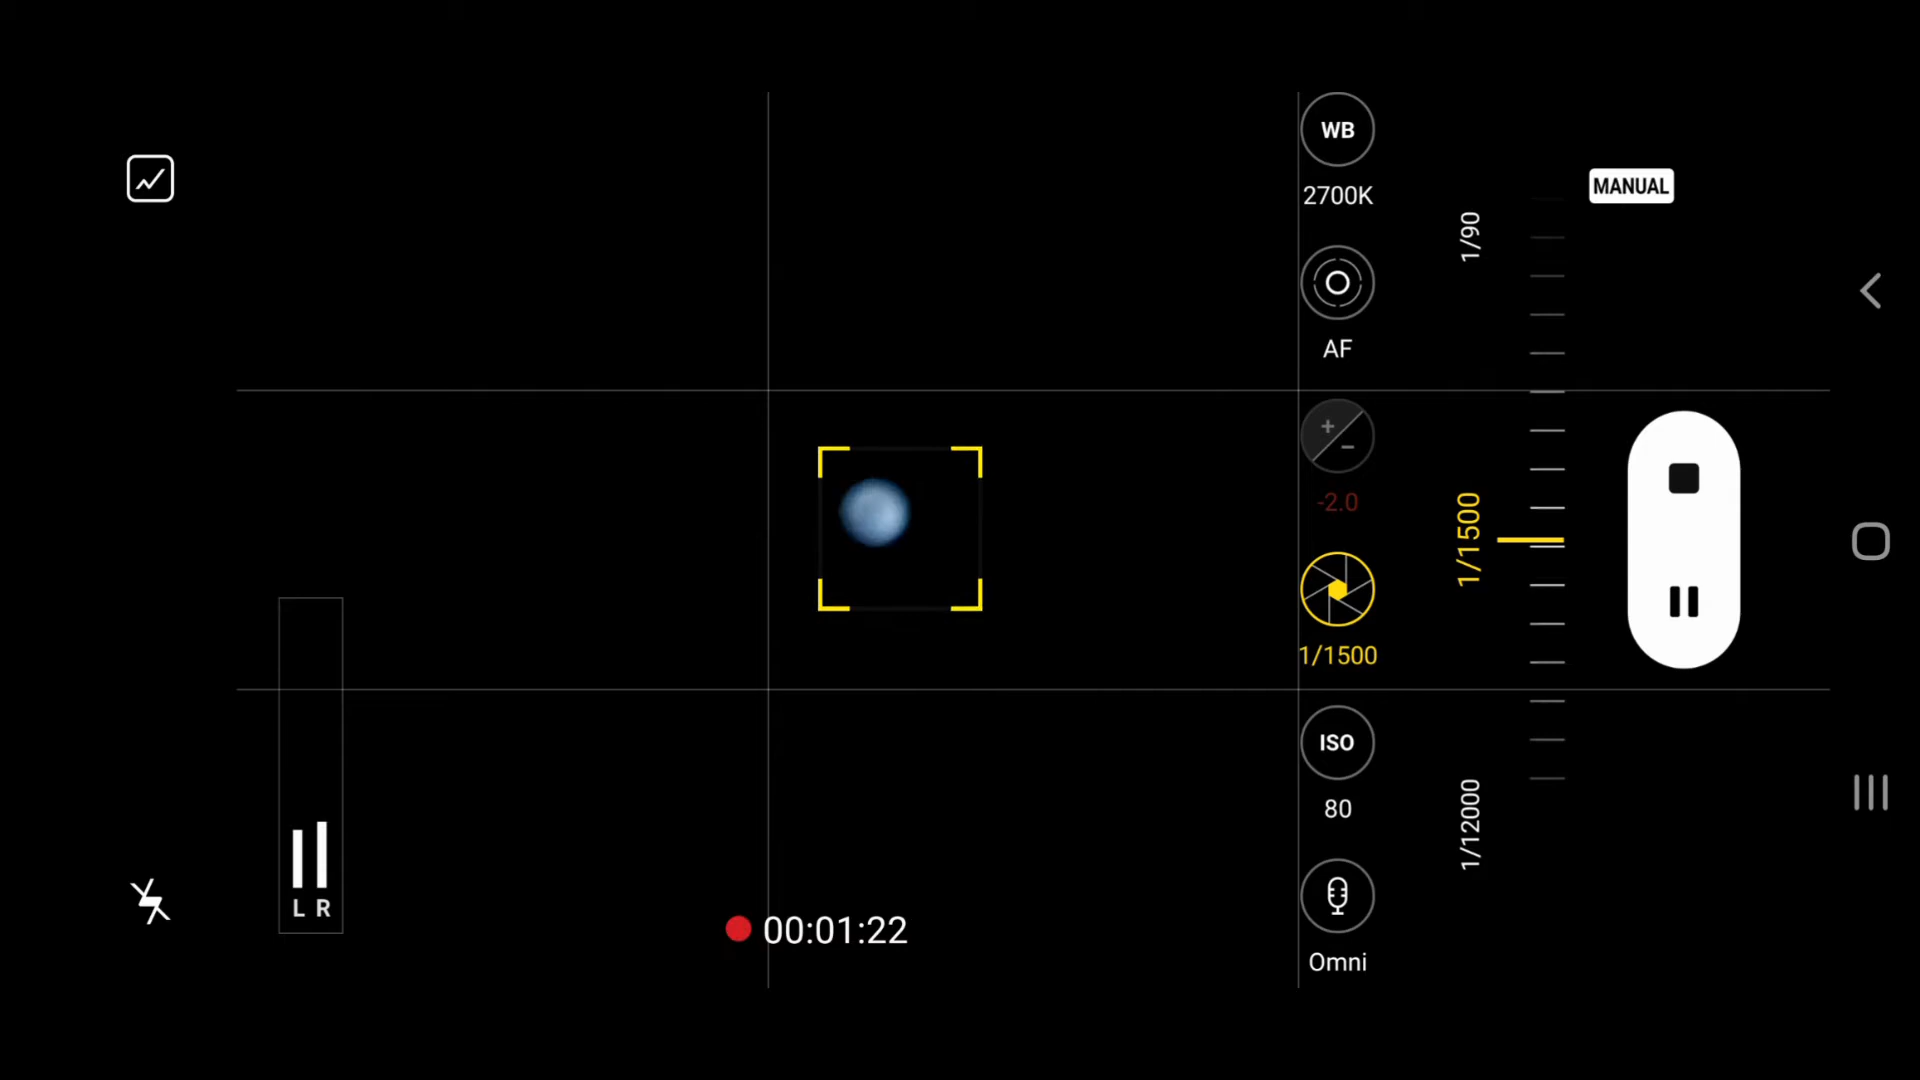 WB
2700K
MANUAL
1/90
AF
+
-
-2.0
1/1500
1/1500
ISO
80
1/12000
L R
00:01:22
Omni